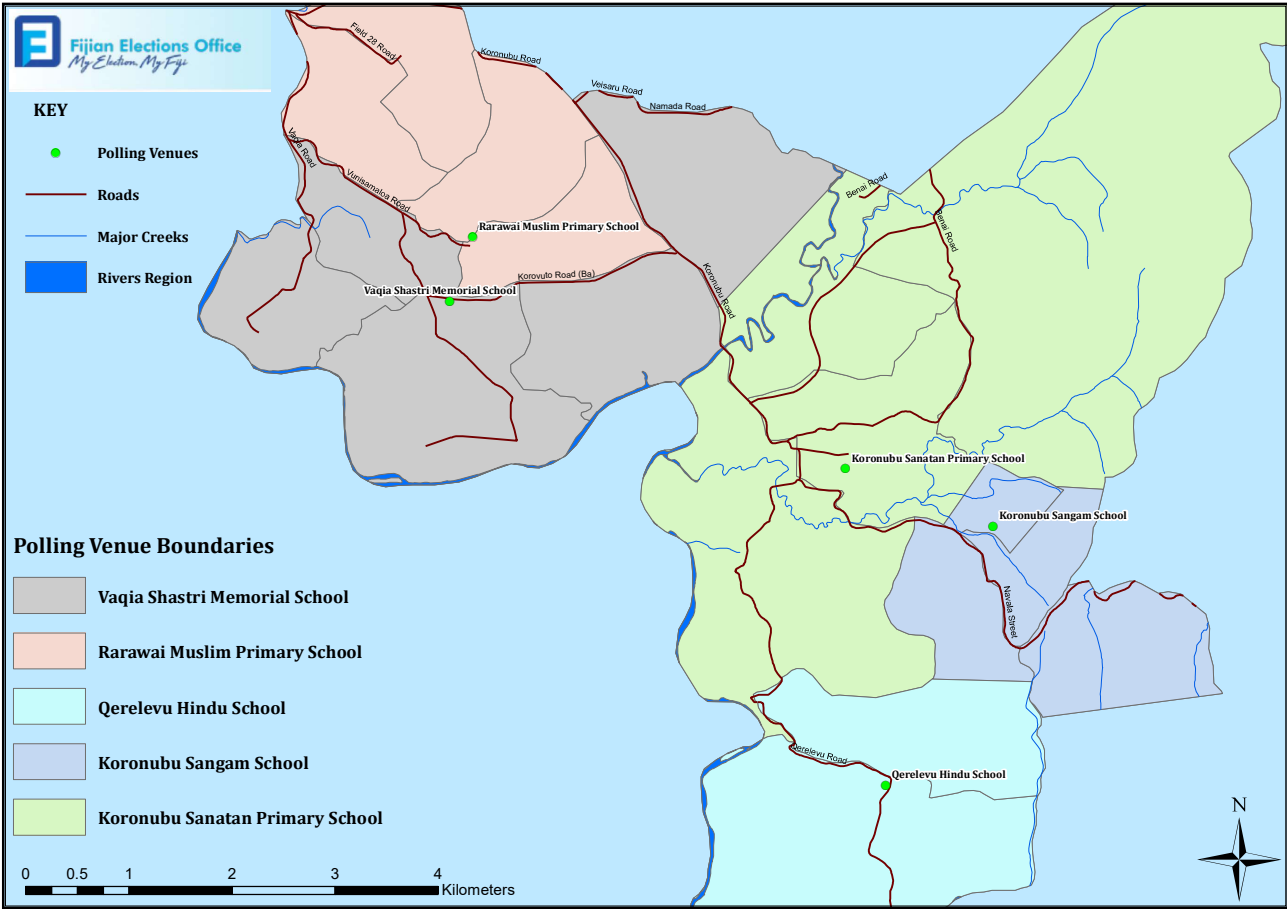 Fijian Elections Office
My Election, My Fiji
KEY
Polling Venues
Roads
Major Creeks
Rivers Region
Field 28 Road
Koronubu Road
Veisaru Road
Namada Road
Vaqia Road
Vunisamaloa Road
Benai Road
Benai Road
Rarawai Muslim Primary School
Korovuto Road (Ba)
Koronubu Road
Vaqia Shastri Memorial School
Koronubu Sanatan Primary School
Koronubu Sangam School
Navala Street
Qerelevu Road
Qerelevu Hindu School
Polling Venue Boundaries
Vaqia Shastri Memorial School
Rarawai Muslim Primary School
Qerelevu Hindu School
Koronubu Sangam School
Koronubu Sanatan Primary School
0 0.5 1 2 3 4
Kilometers
N